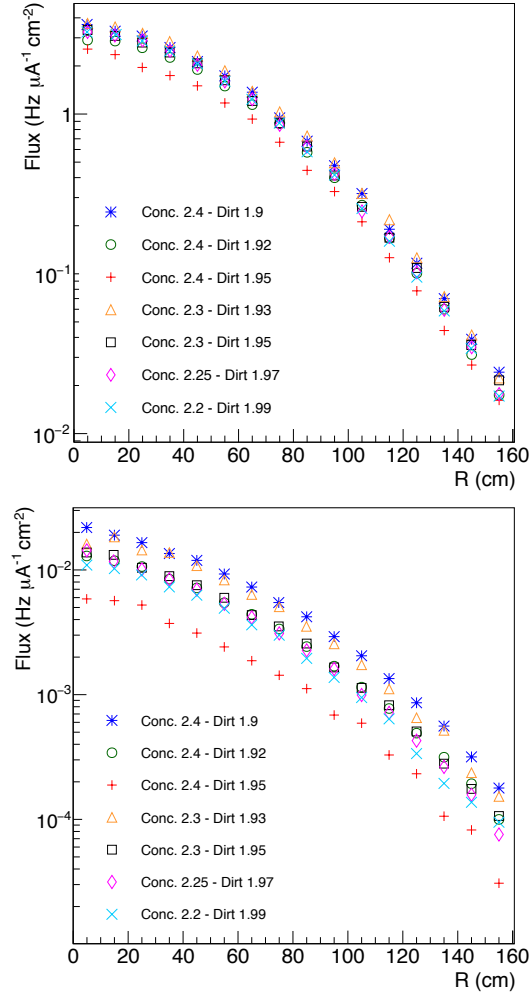 Flux (Hz μA⁻¹ cm⁻²)
1
10⁻¹
10⁻²
Conc. 2.4 - Dirt 1.9
Conc. 2.4 - Dirt 1.92
Conc. 2.4 - Dirt 1.95
Conc. 2.3 - Dirt 1.93
Conc. 2.3 - Dirt 1.95
Conc. 2.25 - Dirt 1.97
Conc. 2.2 - Dirt 1.99
0 20 40 60 80 100 120 140 160
R (cm)
Flux (Hz μA⁻¹ cm⁻²)
10⁻²
10⁻³
10⁻⁴
Conc. 2.4 - Dirt 1.9
Conc. 2.4 - Dirt 1.92
Conc. 2.4 - Dirt 1.95
Conc. 2.3 - Dirt 1.93
Conc. 2.3 - Dirt 1.95
Conc. 2.25 - Dirt 1.97
Conc. 2.2 - Dirt 1.99
0 20 40 60 80 100 120 140 160
R (cm)